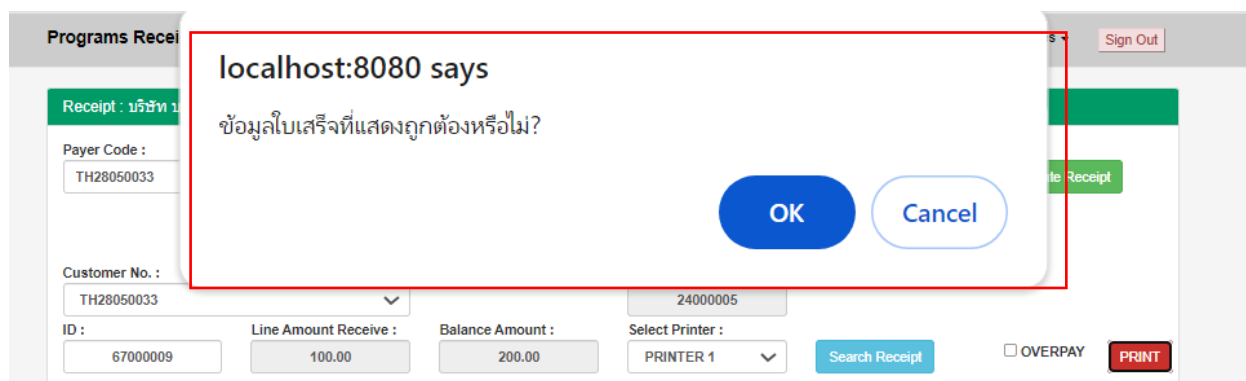 Programs Recei
Sign Out
localhost:8080 says
ข้อมูลใบเสร็จที่แสดงถูกต้องหรือไม่?
OK Cancel
Receipt : บริษัท
Payer Code :
TH28050033
Receipt
Customer No. :
TH28050033 24000005
ID : Line Amount Receive : Balance Amount : Select Printer :
67000009 100.00 200.00 PRINTER 1 Search Receipt OVERPAY PRINT